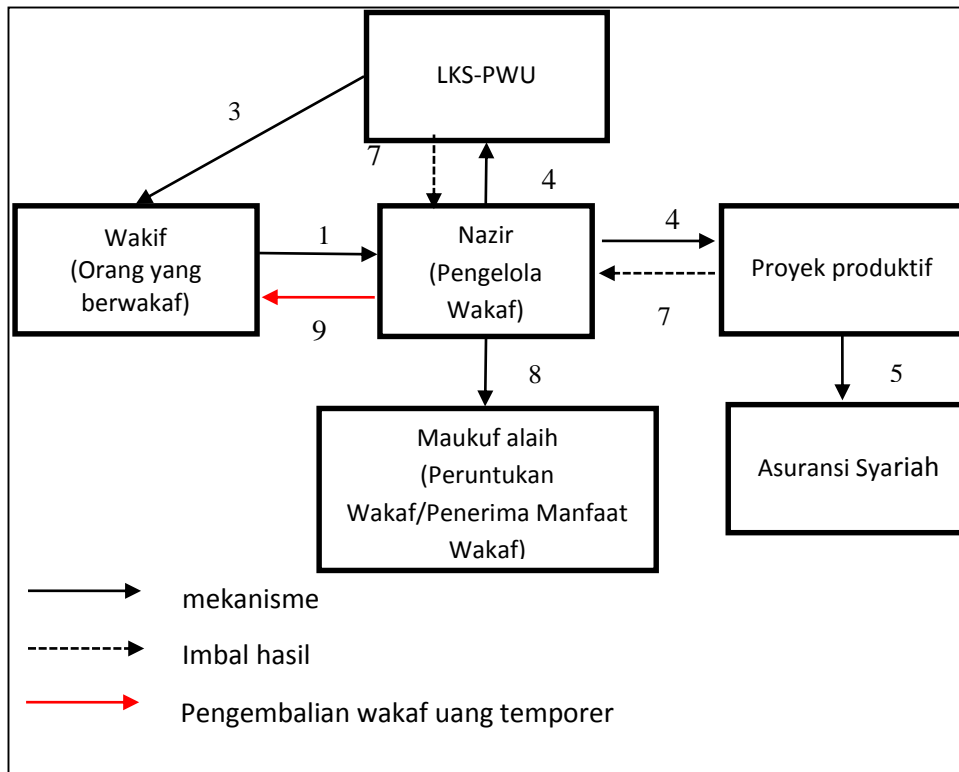 LKS-PWU
3
7
4
Wakif
(Orang yang
berwakaf)
1
9
Nazir
(Pengelola
Wakaf)
4
7
Proyek produktif
8
5
Maukuf alaih
(Peruntukan
Wakaf/Penerima Manfaat
Wakaf)
Asuransi Syariah
mekanisme
Imbal hasil
Pengembalian wakaf uang temporer